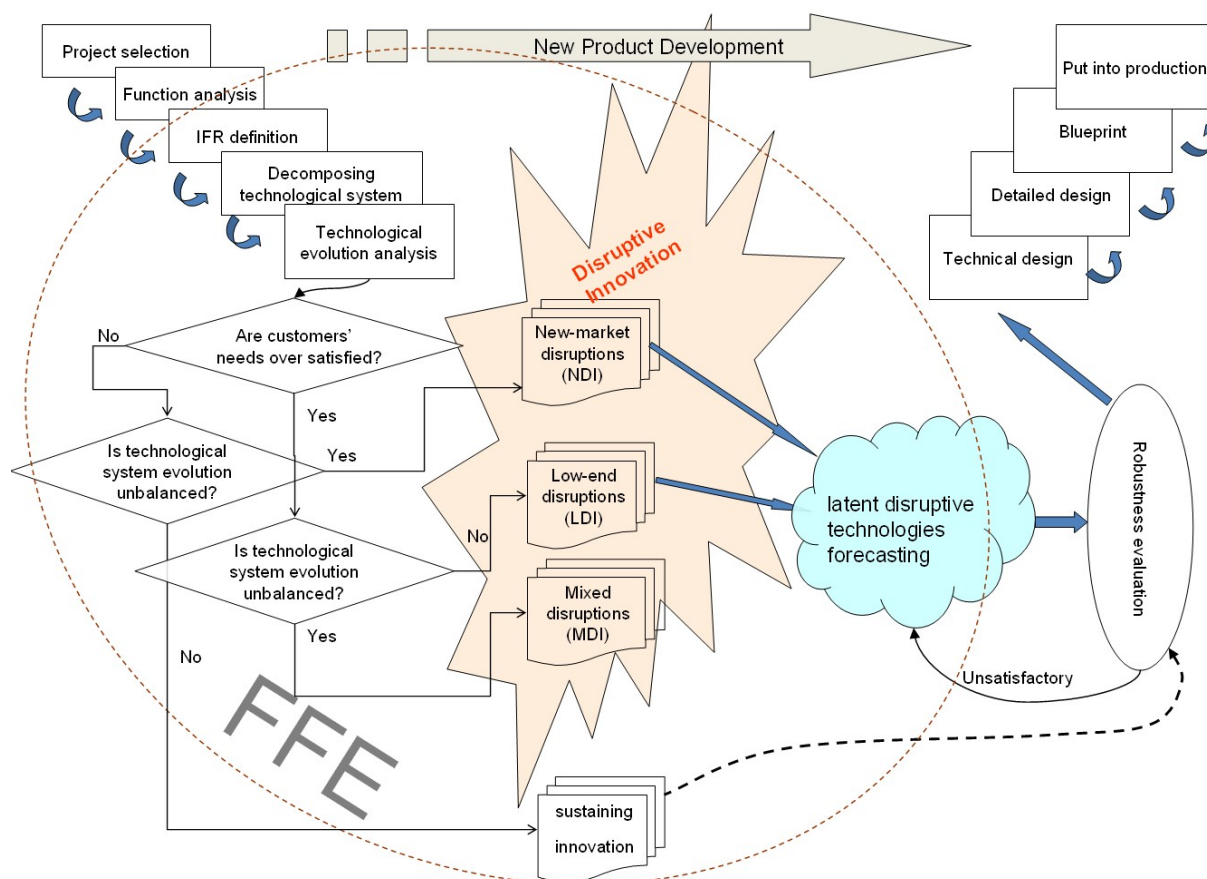 New Product Development
Project selection
Function analysis
IFR definition
Decomposing
technological system
Technological
evolution analysis
Put into production
Blueprint
Detailed design
Technical design
Disruptive
Innovation
No
Are customers'
needs over satisfied?
Yes
New-market
disruptions
(NDI)
Is technological
system evolution
unbalanced?
Yes
Low-end
disruptions
(LDI)
No
Is technological
system evolution
unbalanced?
Yes
No
Mixed
disruptions
(MDI)
latent disruptive
technologies
forecasting
Robustness evaluation
Unsatisfactory
FFE
sustaining
innovation